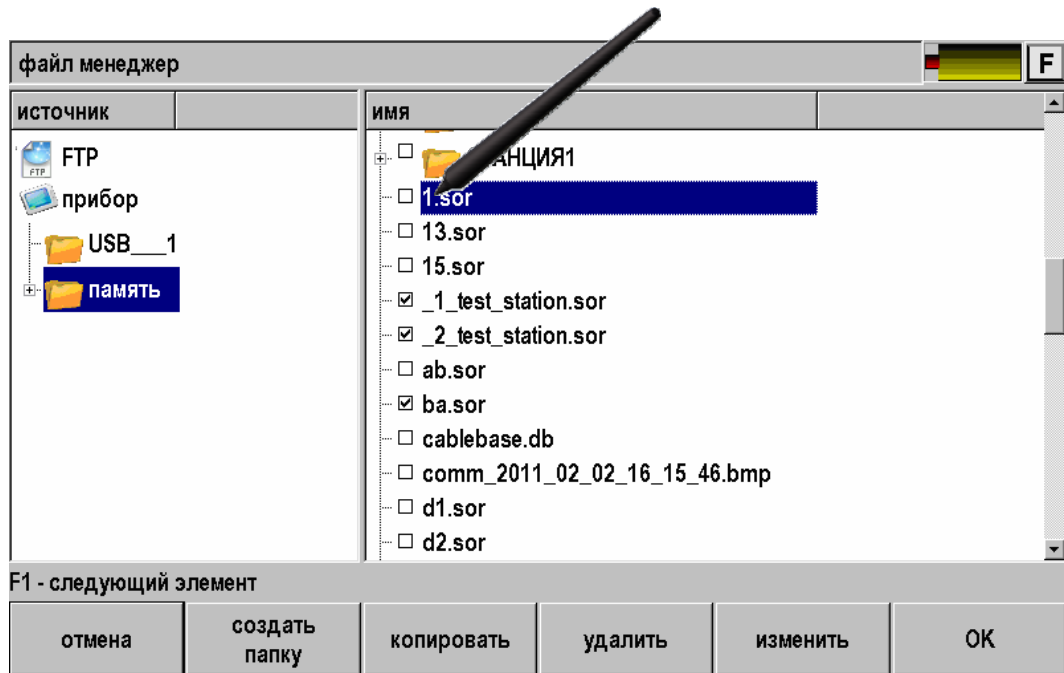 файл менеджер
F
источник
имя
FTP
FTP
прибор
USB___1
память
1.sor
13.sor
15.sor
_1_test_station.sor
_2_test_station.sor
ab.sor
ba.sor
cablebase.db
comm_2011_02_02_16_15_46.bmp
d1.sor
d2.sor
F1 - следующий элемент
отмена
создать
папку
копировать
удалить
изменить
OK